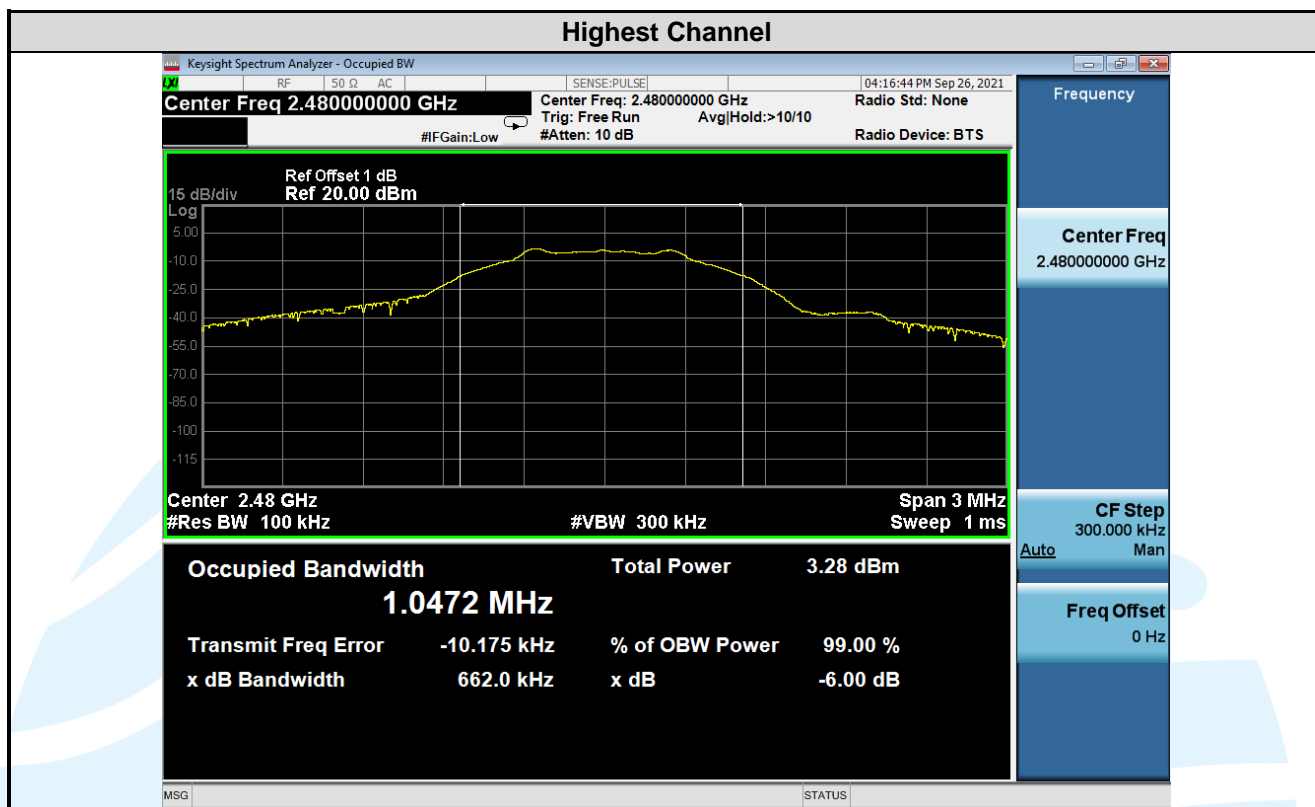 Highest Channel
Keysight Spectrum Analyzer - Occupied BW
LXI RF 50 Ω AC SENSE:PULSE 04:16:44 PM Sep 26, 2021
Center Freq 2.480000000 GHz Center Freq: 2.480000000 GHz Radio Std: None
Trig: Free Run Avg|Hold:>10/10
#IFGain:Low #Atten: 10 dB Radio Device: BTS
Frequency
Ref Offset 1 dB
15 dB/div Ref 20.00 dBm
Log
5.00
-10.0
-25.0
-40.0
-55.0
-70.0
-85.0
-100
-115
Center 2.48 GHz Span 3 MHz
#Res BW 100 kHz #VBW 300 kHz Sweep 1 ms
Center Freq
2.480000000 GHz
CF Step
300.000 kHz
Auto Man
Freq Offset
0 Hz
Occupied Bandwidth Total Power 3.28 dBm
1.0472 MHz
Transmit Freq Error -10.175 kHz % of OBW Power 99.00 %
x dB Bandwidth 662.0 kHz x dB -6.00 dB
MSG STATUS